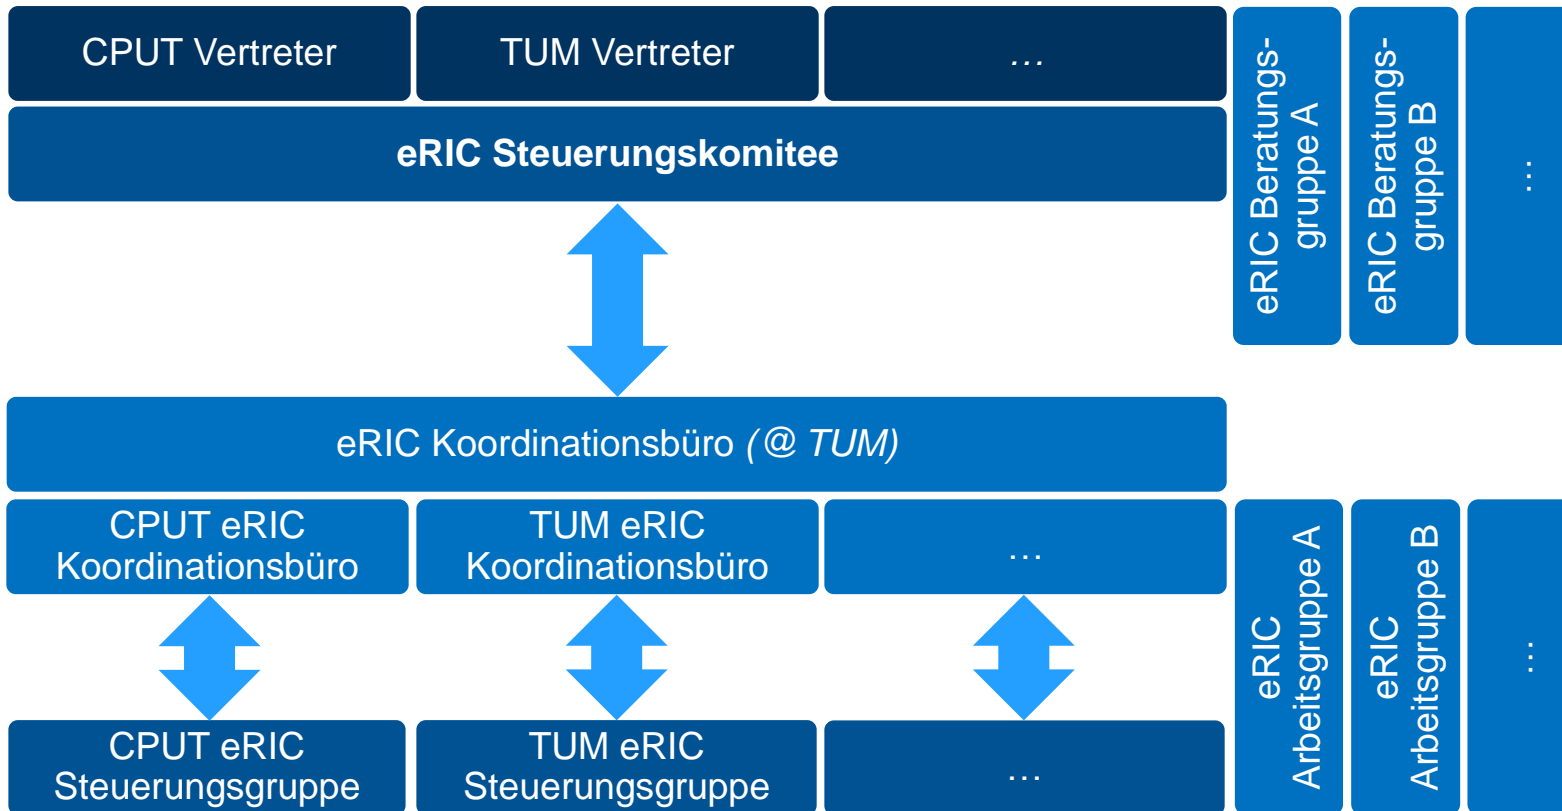 CPUT Vertreter
TUM Vertreter
…
eRIC Steuerungskomitee
eRIC Beratungs-
gruppe A
eRIC Beratungs-
gruppe B
…
eRIC Koordinationsbüro (@ TUM)
CPUT eRIC
Koordinationsbüro
TUM eRIC
Koordinationsbüro
…
CPUT eRIC
Steuerungsgruppe
TUM eRIC
Steuerungsgruppe
…
eRIC
Arbeitsgruppe A
eRIC
Arbeitsgruppe B
…